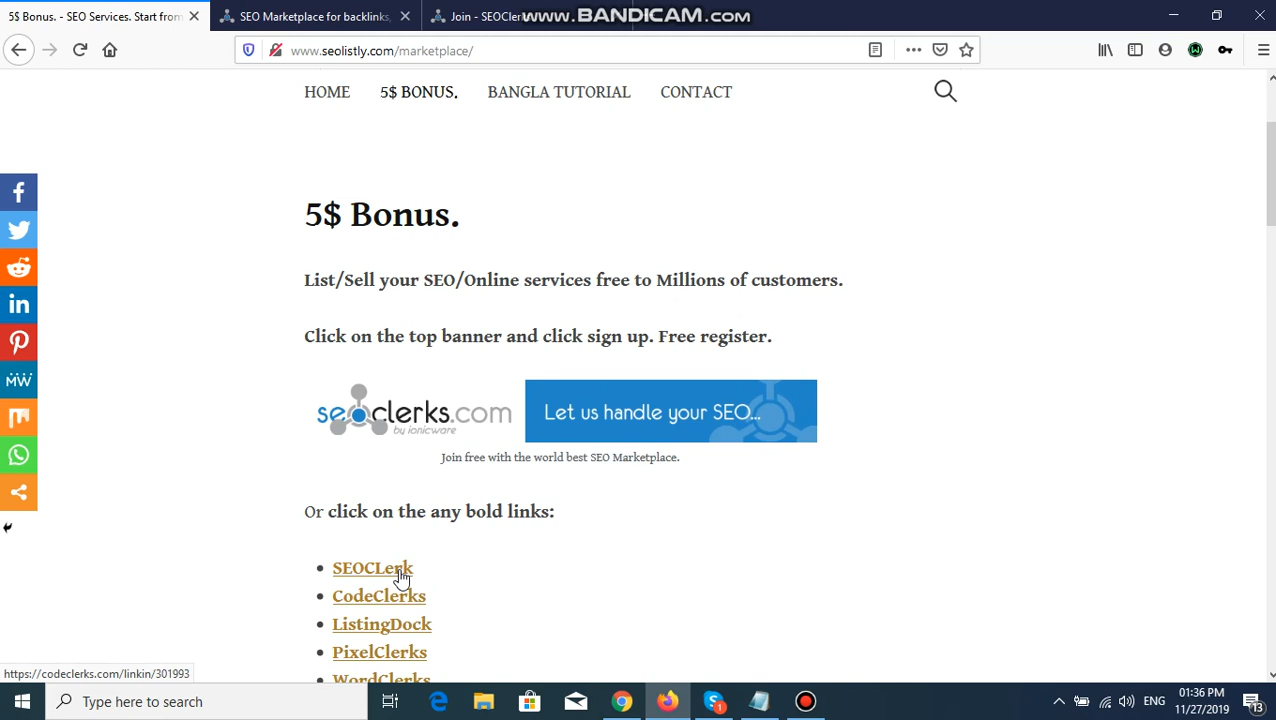 5$ Bonus. - SEO Services. Start from
SEO Marketplace for backlinks,
Join - SEOCler
www.BANDICAM.com
www.seolistly.com/marketplace/
HOME
5$ BONUS.
BANGLA TUTORIAL
CONTACT
5$ Bonus.
List/Sell your SEO/Online services free to Millions of customers.
Click on the top banner and click sign up. Free register.
seoclerks.com
by ionicware
Let us handle your SEO...
Join free with the world best SEO Marketplace.
Or click on the any bold links:
SEOCLerk
CodeClerks
ListingDock
PixelClerks
WordClerks
MW
https://codeclerks.com/linkin/301993
Type here to search
1
ENG
01:36 PM
11/27/2019
13